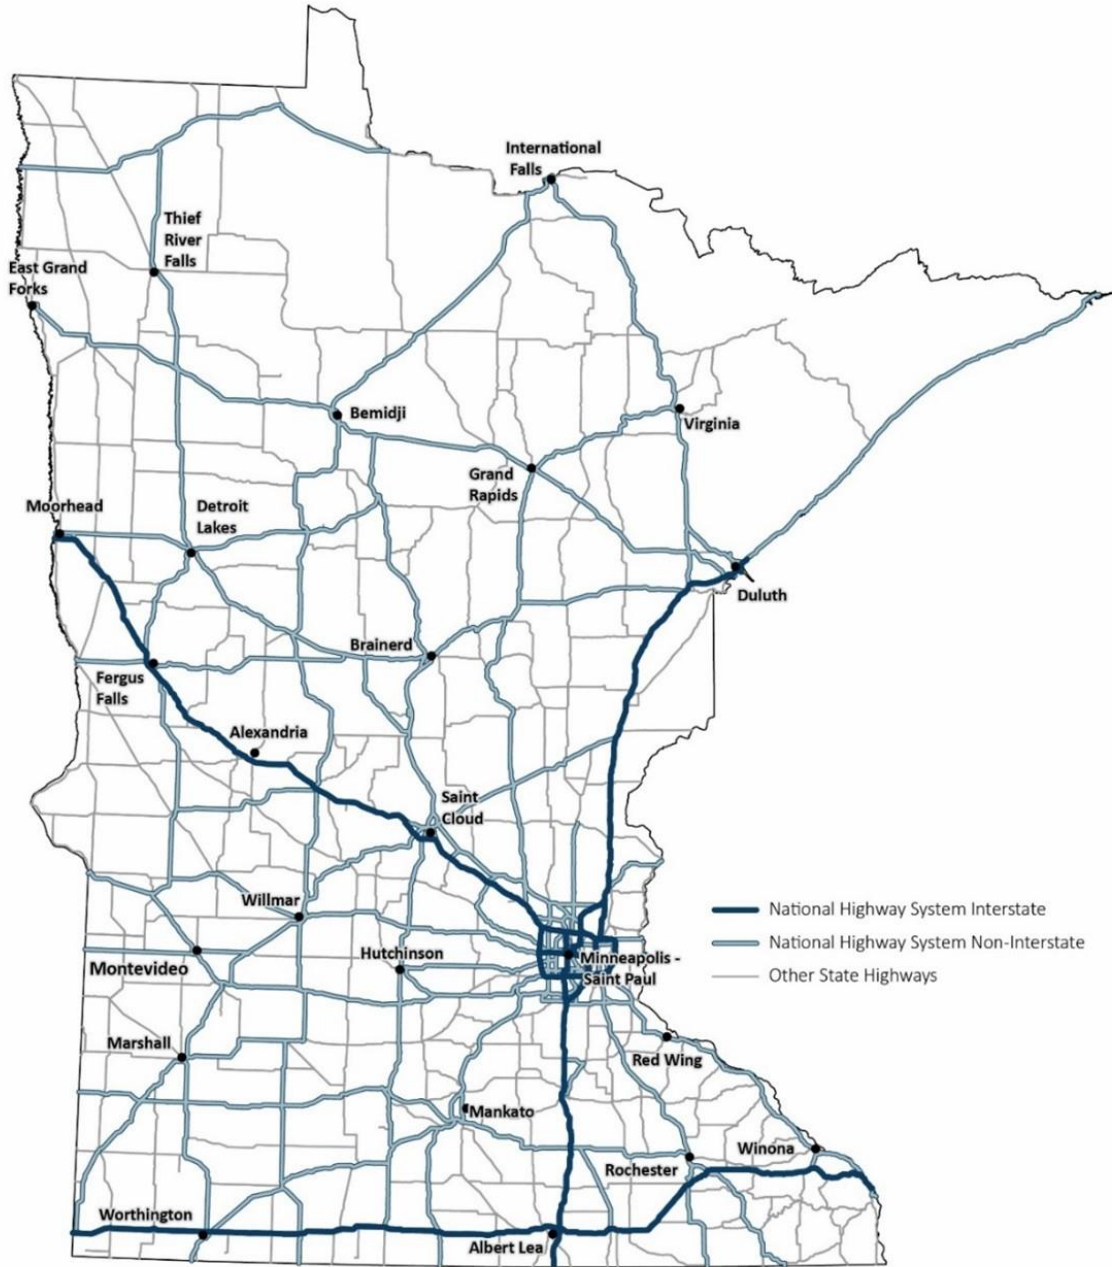 International
Falls
Thief
River
Falls
East Grand
Forks
Bemidji
Virginia
Grand
Rapids
Moorhead
Detroit
Lakes
Duluth
Brainerd
Fergus
Falls
Alexandria
Saint
Cloud
Willmar
National Highway System Interstate
National Highway System Non-Interstate
Other State Highways
Hutchinson
Minneapolis -
Saint Paul
Montevideo
Marshall
Red Wing
Mankato
Winona
Rochester
Worthington
Albert Lea